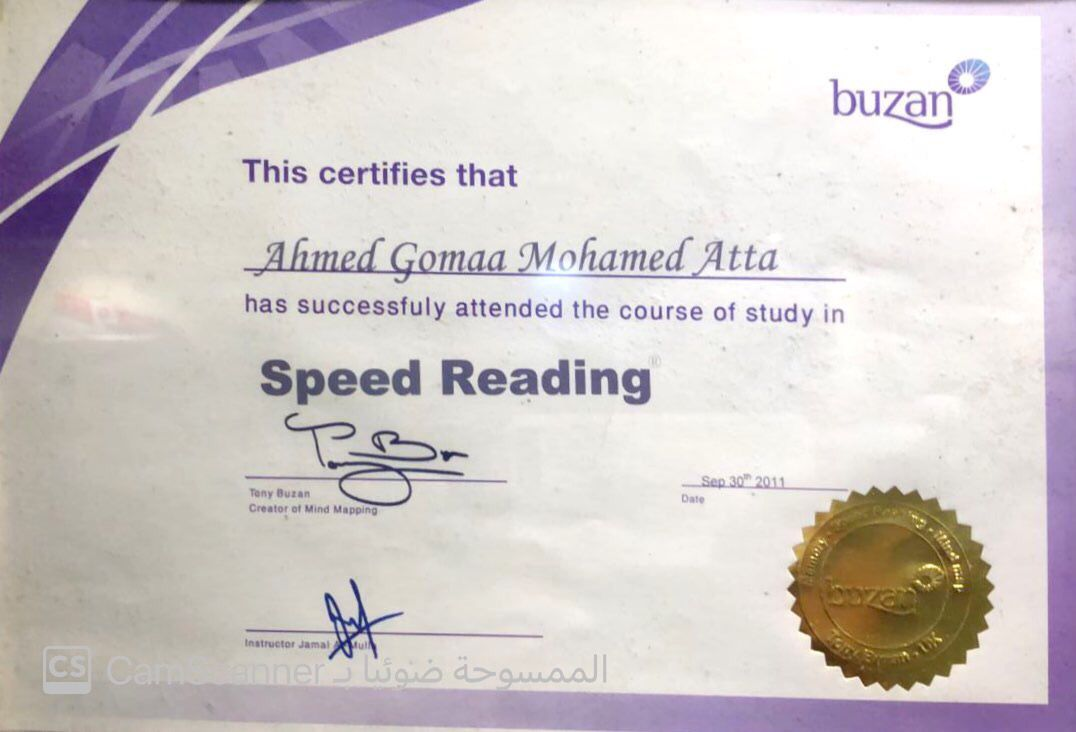 buzan
This certifies that
Ahmed Gomaa Mohamed Atta
has successfuly attended the course of study in
Speed Reading®
Tony Buzan
Creator of Mind Mapping
Sep 30th 2011
Date
buzan
Instructor Jamal
CS CamScanner الممسوحة ضوئيا بـ